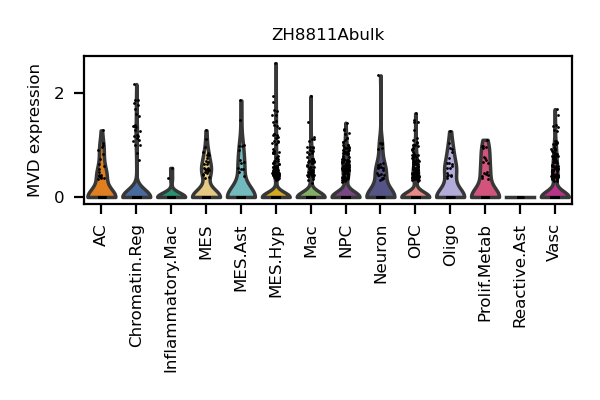 ZH8811Abulk
MVD expression
2
0
AC
Chromatin.Reg
Inflammatory.Mac
MES
MES.Ast
MES.Hyp
Mac
NPC
Neuron
OPC
Oligo
Prolif.Metab
Reactive.Ast
Vasc